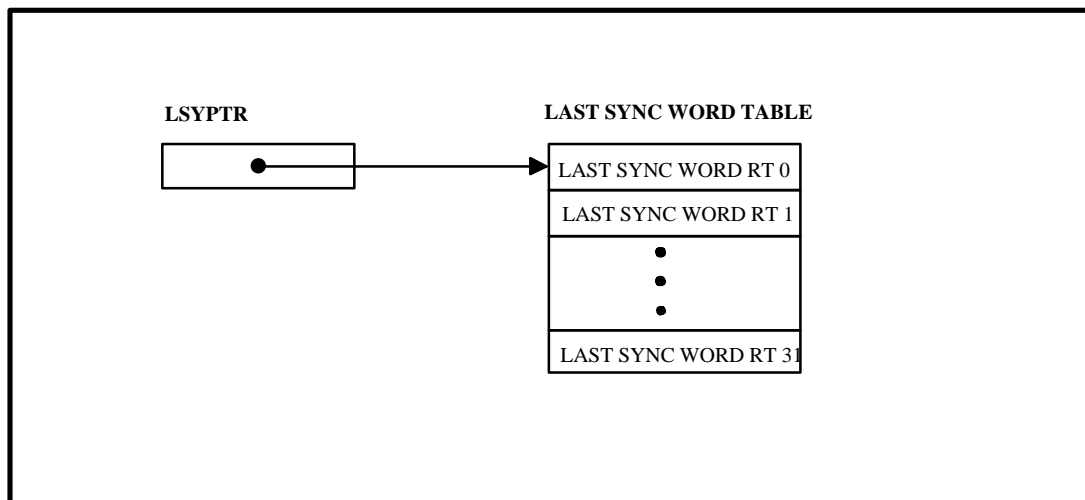 LSYPTR
LAST SYNC WORD TABLE
LAST SYNC WORD RT 0
LAST SYNC WORD RT 1
LAST SYNC WORD RT 31